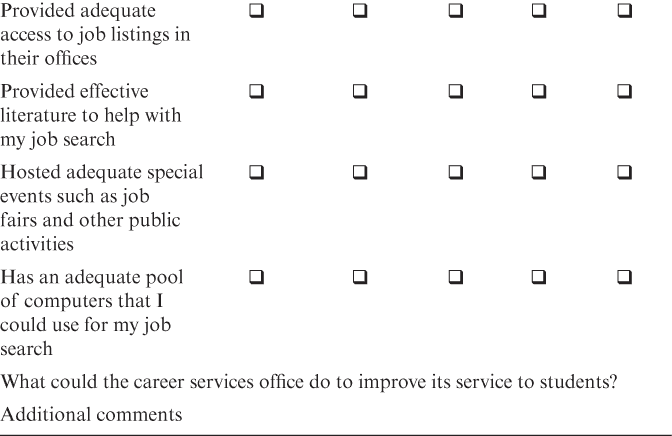 Provided adequate ❑ ❑ ❑ ❑ ❑
access to job listings in
their offices
Provided effective ❑ ❑ ❑ ❑ ❑
literature to help with
my job search
Hosted adequate special ❑ ❑ ❑ ❑ ❑
events such as job
fairs and other public
activities
Has an adequate pool ❑ ❑ ❑ ❑ ❑
of computers that I
could use for my job
search
What could the career services office do to improve its service to students?
Additional comments